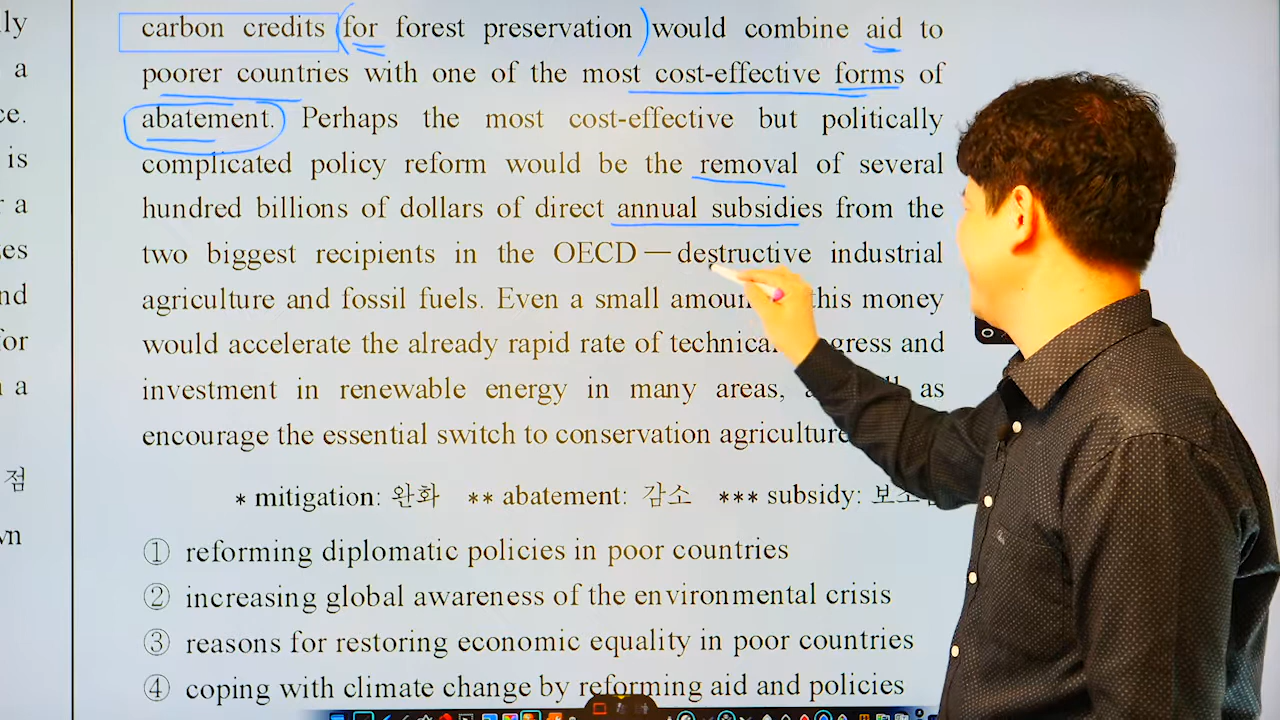 carbon credits for forest preservation would combine aid to
poorer countries with one of the most cost-effective forms of
abatement. Perhaps the most cost-effective but politically
complicated policy reform would be the removal of several
hundred billions of dollars of direct annual subsidies from the
two biggest recipients in the OECD — destructive industrial
agriculture and fossil fuels. Even a small this money
would accelerate the already rapid rate of and
investment in renewable energy in many areas, as
encourage the essential switch to conservation
* mitigation: 완화 ** abatement: 감소 *** subsidy:
① reforming diplomatic policies in poor countries
② increasing global awareness of the environmental crisis
③ reasons for restoring economic equality in poor countries
④ coping with climate change by reforming aid and policies
a
is
a
점